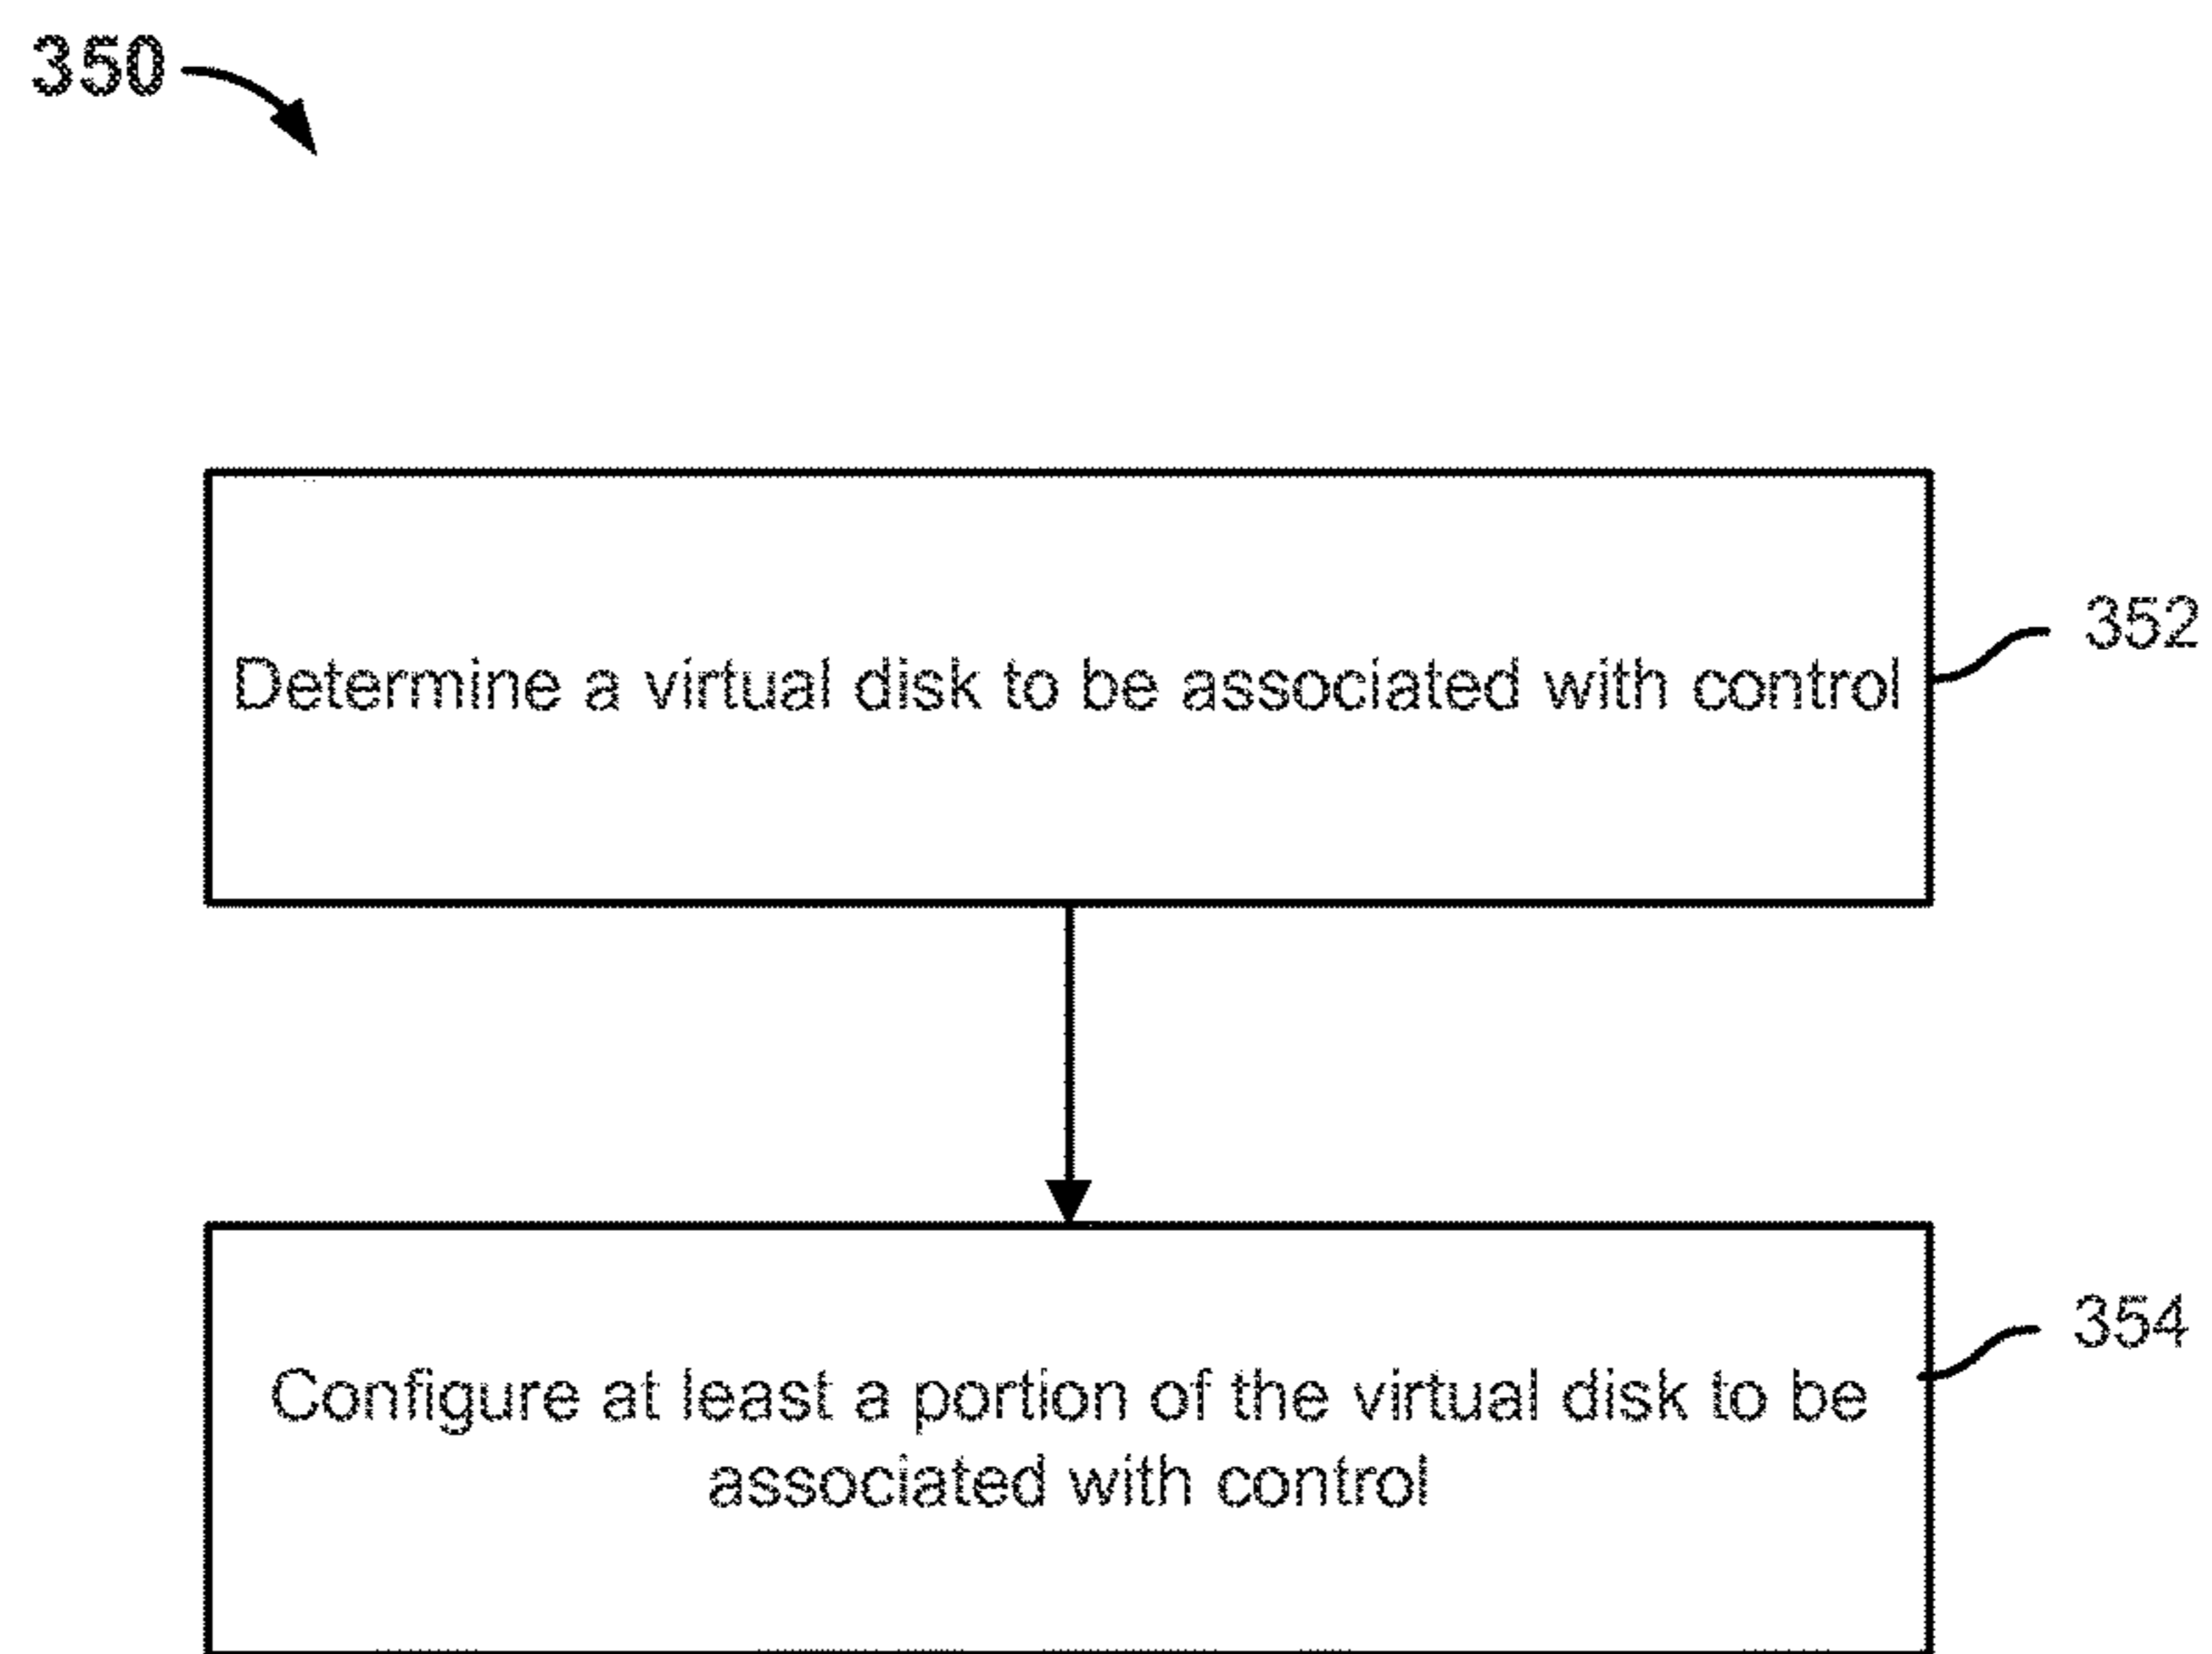 350
Determine a virtual disk to be associated with control
352
Configure at least a portion of the virtual disk to be
associated with control
354